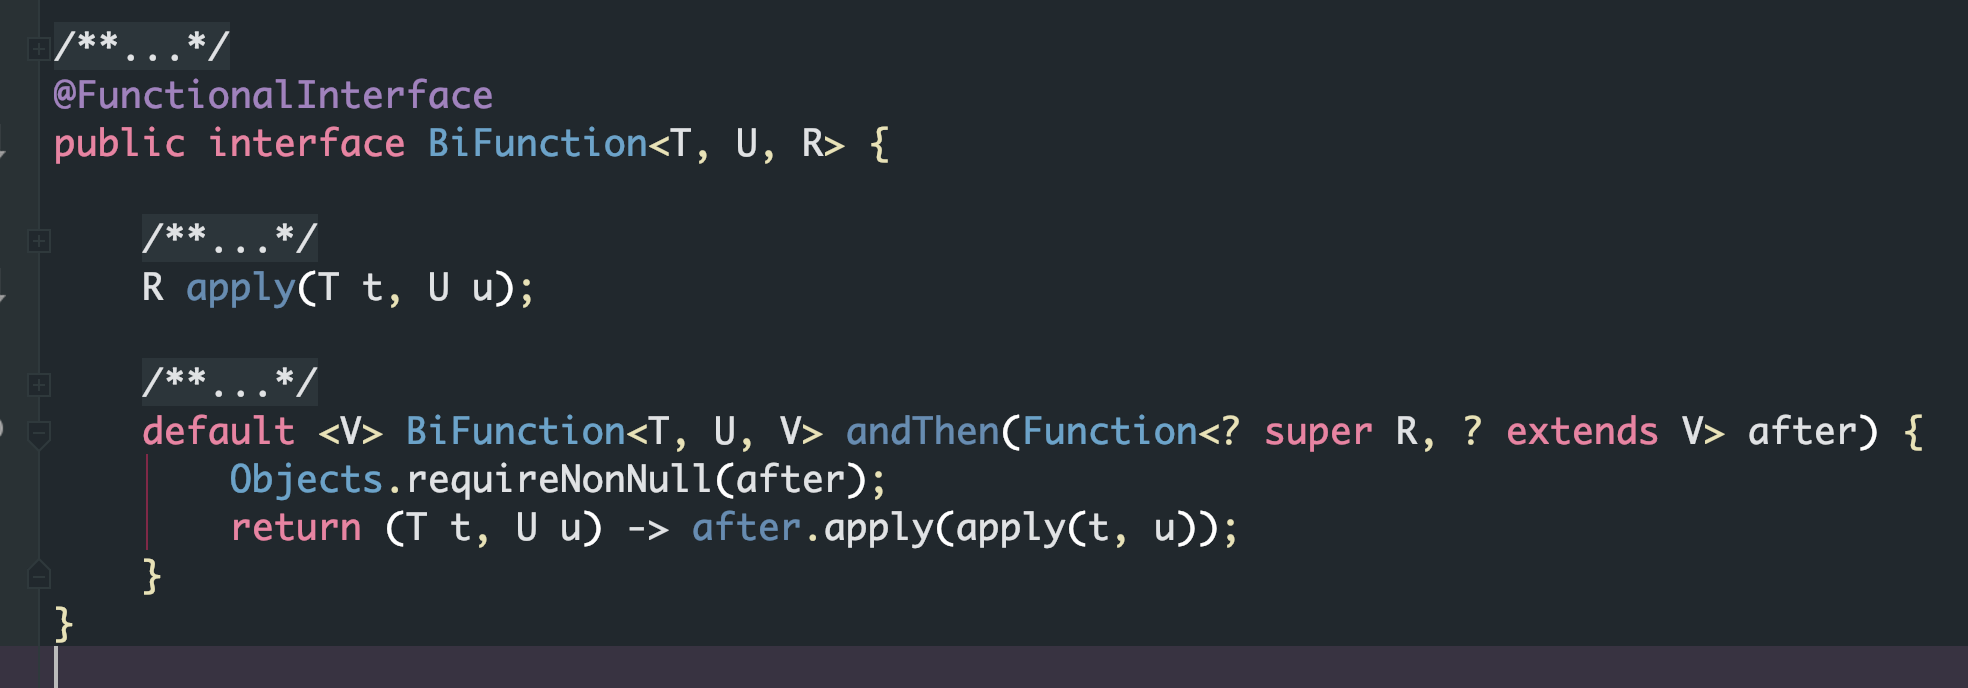 /**...*/
@FunctionalInterface
public interface BiFunction<T, U, R> {
/**...*/
R apply(T t, U u);
/**...*/
default <V> BiFunction<T, U, V> andThen(Function<? super R, ? extends V> after) {
Objects.requireNonNull(after);
return (T t, U u) -> after.apply(apply(t, u));
}
}